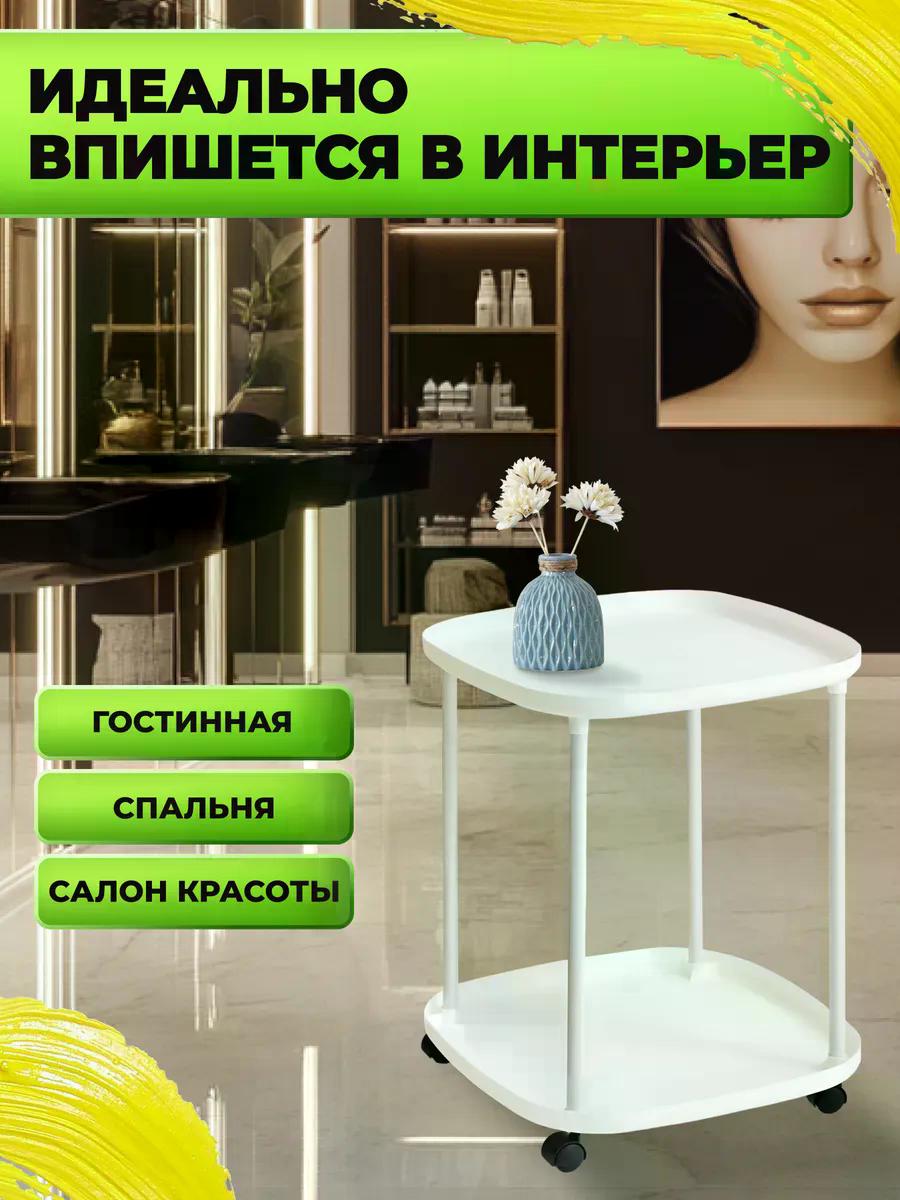 ИДЕАЛЬНО
ВПИШЕТСЯ В ИНТЕРЬЕР
ГОСТИННАЯ
СПАЛЬНЯ
САЛОН КРАСОТЫ